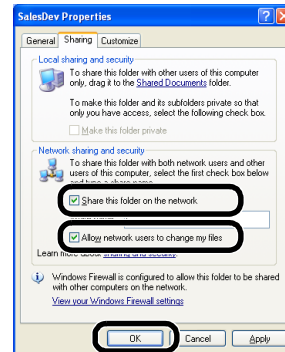 SalesDev Properties
General Sharing Customize
Local sharing and security
To share this folder with other users of this computer
only, drag it to the Shared Documents folder.
To make this folder and its subfolders private so that
only you have access, select the following check box.
Make this folder private
Network sharing and security
To share this folder with both network users and other
users of this computer, select the first check box below
and type a share name.
Share this folder on the network
Allow network users to change my files
Learn more about sharing and security.
Windows Firewall is configured to allow this folder to be shared
with other computers on the network.
View your Windows Firewall settings
OK Cancel Apply